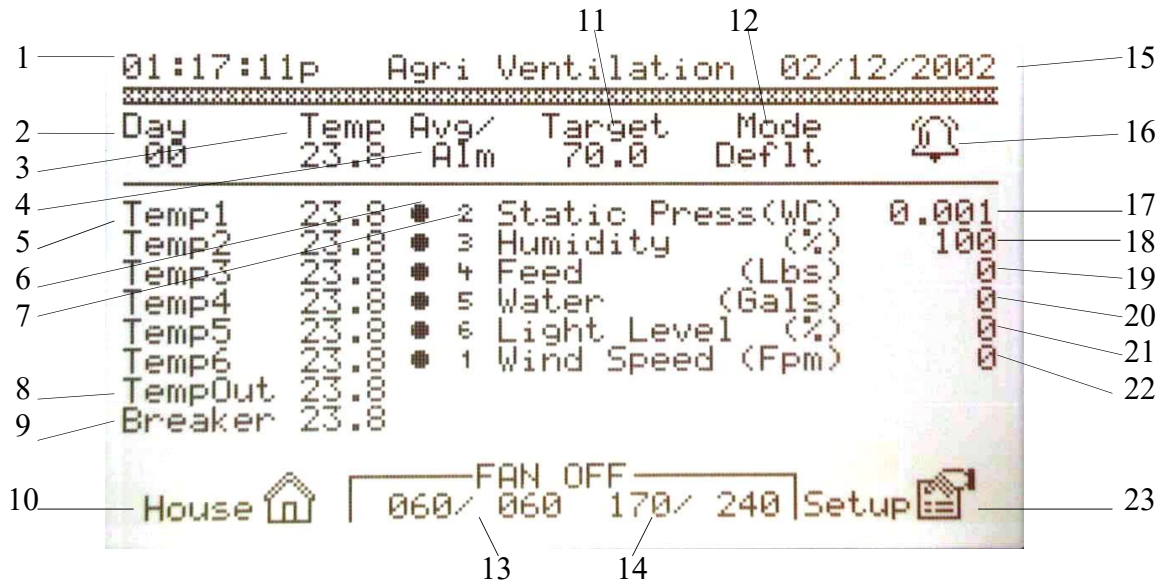 11 12
1 01:17:11p Agri Ventilation 02/12/2002 15
2 Day Temp Avg/ Target Mode
3 00 23.8 Alm 70.0 Deflt 16
4
5 Temp1 23.8 ● 2 Static Press(WC) 0.001 17
6 Temp2 23.8 ● 3 Humidity (%) 100 18
Temp3 23.8 ● 4 Feed (Lbs) 0 19
7 Temp4 23.8 ● 5 Water (Gals) 0 20
Temp5 23.8 ● 6 Light Level (%) 0 21
Temp6 23.8 ● 1 Wind Speed (Fpm) 0 22
8 TempOut 23.8
9 Breaker 23.8
FAN OFF
10 House 060/ 060 170/ 240 Setup 23
13 14